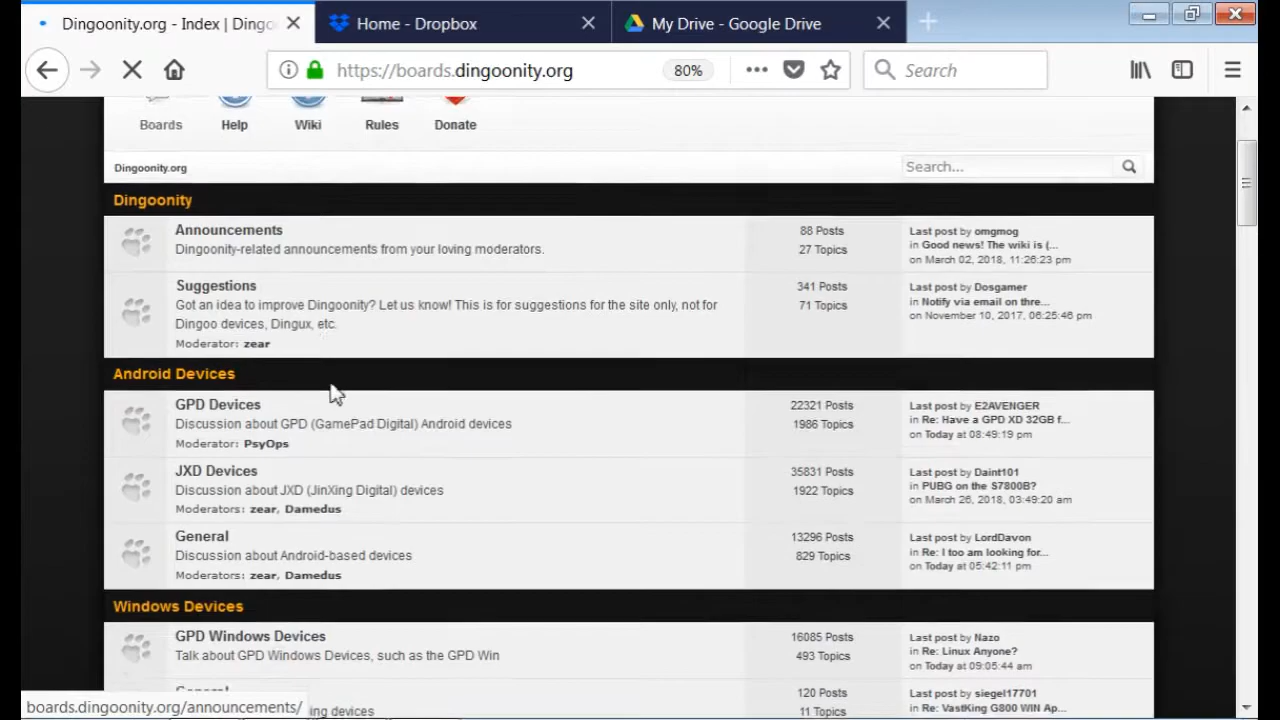 Dingoonity.org - Index | Dingo
Home - Dropbox
My Drive - Google Drive
https://boards.dingoonity.org
80%
Search
Boards
Help
Wiki
Rules
Donate
Dingoonity.org
Search...
Dingoonity
Announcements
Dingoonity-related announcements from your loving moderators.
88 Posts
27 Topics
Last post by omgmog
in Good news! The wiki is (...
on March 02, 2018, 11:26:23 pm
Suggestions
Got an idea to improve Dingoonity? Let us know! This is for suggestions for the site only, not for
Dingoo devices, Dingux, etc.
Moderator: zear
341 Posts
71 Topics
Last post by Dosgamer
in Notify via email on thre...
on November 10, 2017, 06:25:46 pm
Android Devices
GPD Devices
Discussion about GPD (GamePad Digital) Android devices
Moderator: PsyOps
22321 Posts
1986 Topics
Last post by E2AVENGER
in Re: Have a GPD XD 32GB f...
on Today at 08:49:19 pm
JXD Devices
Discussion about JXD (JinXing Digital) devices
Moderators: zear, Damedus
35831 Posts
1922 Topics
Last post by Daint101
in PUBG on the S7800B?
on March 26, 2018, 03:49:20 am
General
Discussion about Android-based devices
Moderators: zear, Damedus
13296 Posts
829 Topics
Last post by LordDavon
in Re: I too am looking for...
on Today at 05:42:11 pm
Windows Devices
GPD Windows Devices
Talk about GPD Windows Devices, such as the GPD Win
16085 Posts
493 Topics
Last post by Nazo
in Re: Linux Anyone?
on Today at 09:05:44 am
General
ing devices
120 Posts
11 Topics
Last post by siegel17701
in Re: VastKing G800 WIN Ap...
boards.dingoonity.org/announcements/